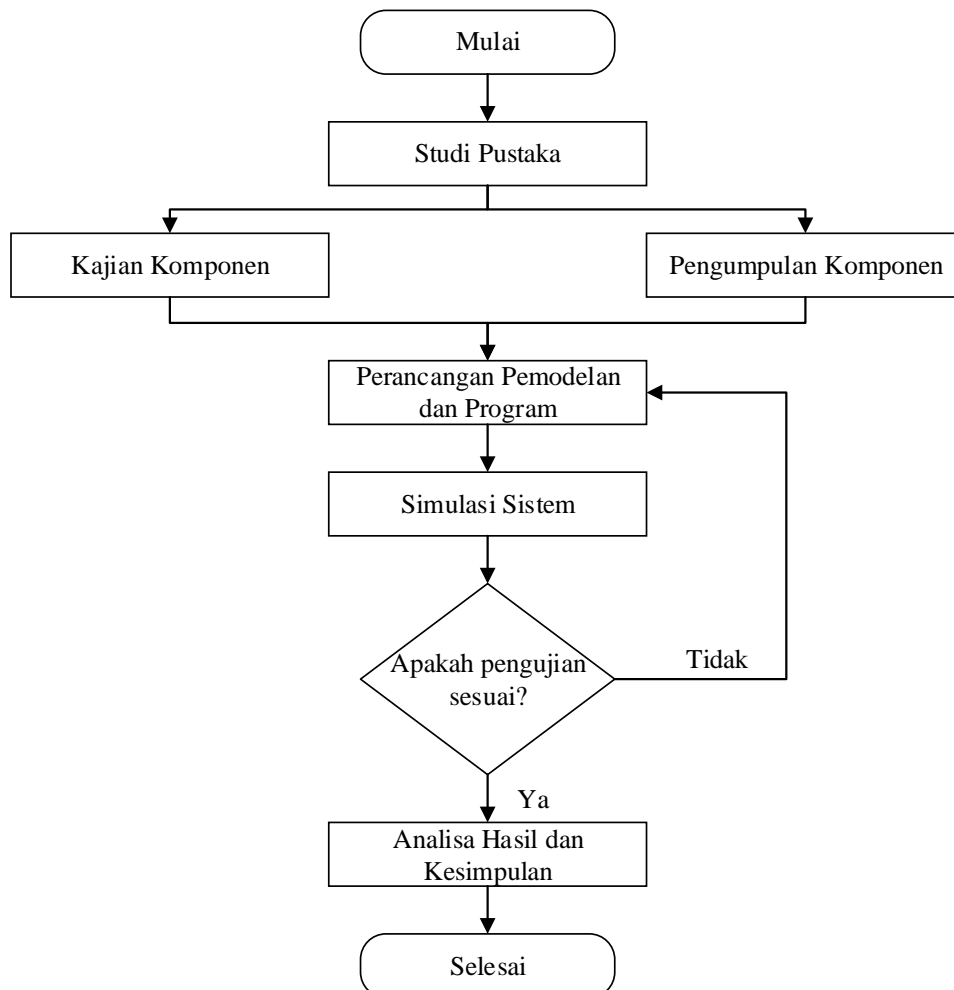 Mulai
Studi Pustaka
Kajian Komponen
Pengumpulan Komponen
Perancangan Pemodelan
dan Program
Simulasi Sistem
Apakah pengujian
sesuai?
Tidak
Ya
Analisa Hasil dan
Kesimpulan
Selesai